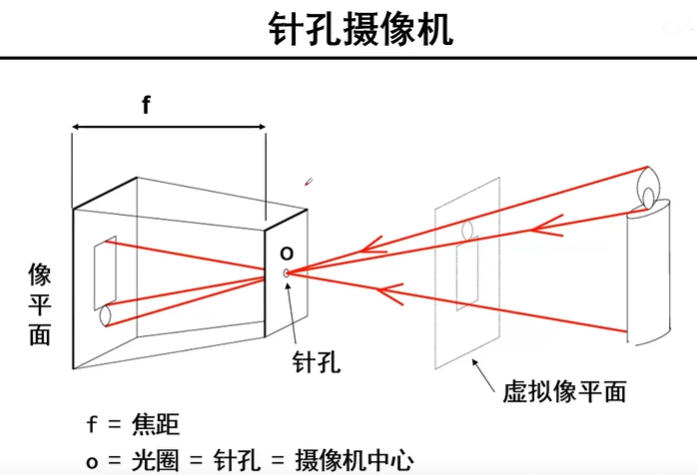 针孔摄像机
f
O
像平面
针孔
虚拟像平面
f = 焦距
o = 光圈 = 针孔 = 摄像机中心